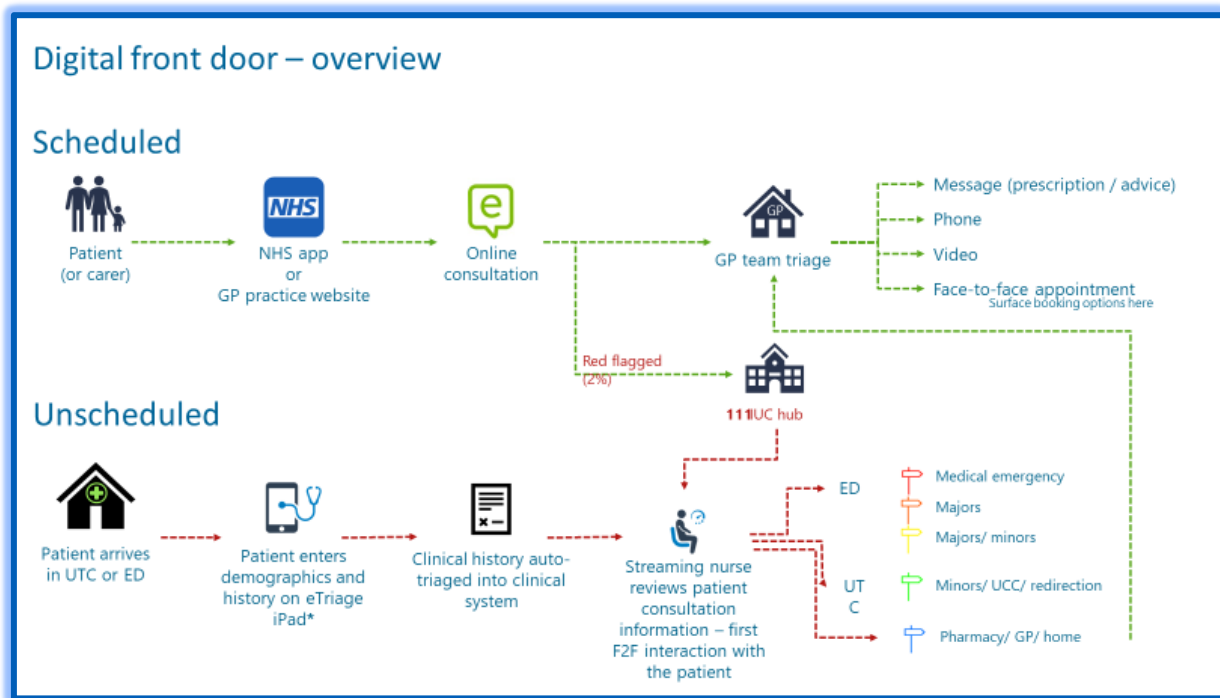 Digital front door – overview
Scheduled
Patient
(or carer)
NHS
NHS app
or
GP practice website
e
Online
consultation
GP
GP team triage
Message (prescription / advice)
Phone
Video
Face-to-face appointment
Surface booking options here
Red flagged
(2%)
111IUC hub
Unscheduled
Patient arrives
in UTC or ED
Patient enters
demographics and
history on eTriage
iPad*
Clinical history auto-
triaged into clinical
system
Streaming nurse
reviews patient
consultation
information – first
F2F interaction with
the patient
ED
UT
C
Medical emergency
Majors
Majors/ minors
Minors/ UCC/ redirection
Pharmacy/ GP/ home